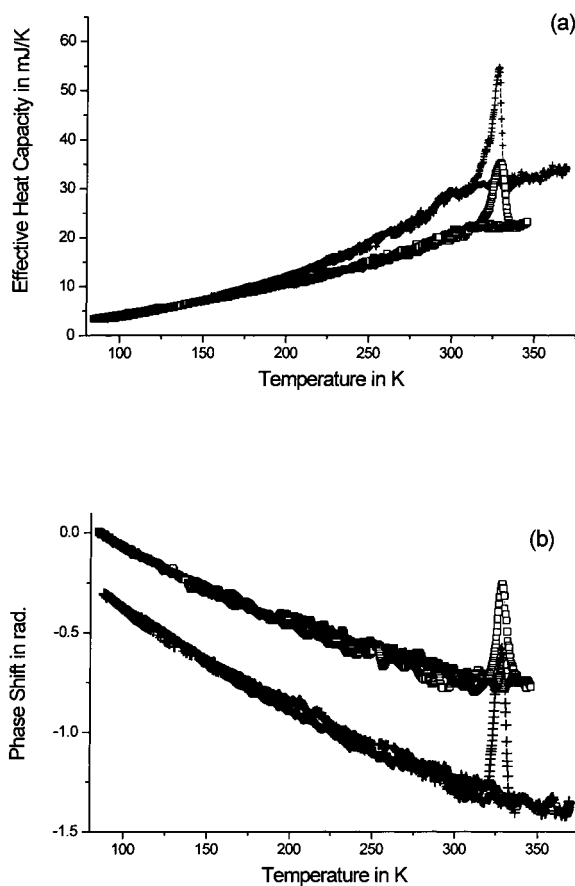 (a)
Effective Heat Capacity in mJ/K
60
50
40
30
20
10
0
100 150 200 250 300 350
Temperature in K
(b)
Phase Shift in rad.
0.0
-0.5
-1.0
-1.5
100 150 200 250 300 350
Temperature in K